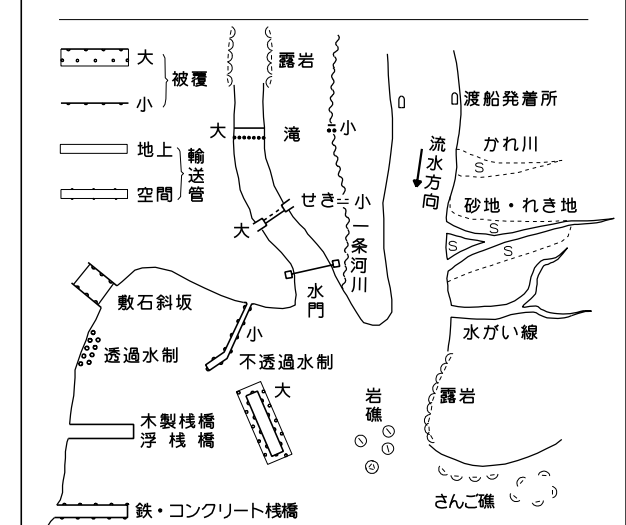 大
被覆
小
地上
輸送管
空間
露岩
大
滝
小
せき
小
大
一条河川
水門
渡船発着所
流水方向
かれ川
S
砂地・れき地
S
S
水がい線
敷石斜坂
透過水制
小
不透過水制
大
木製桟橋
浮桟橋
鉄・コンクリート桟橋
岩礁
露岩
さんご礁